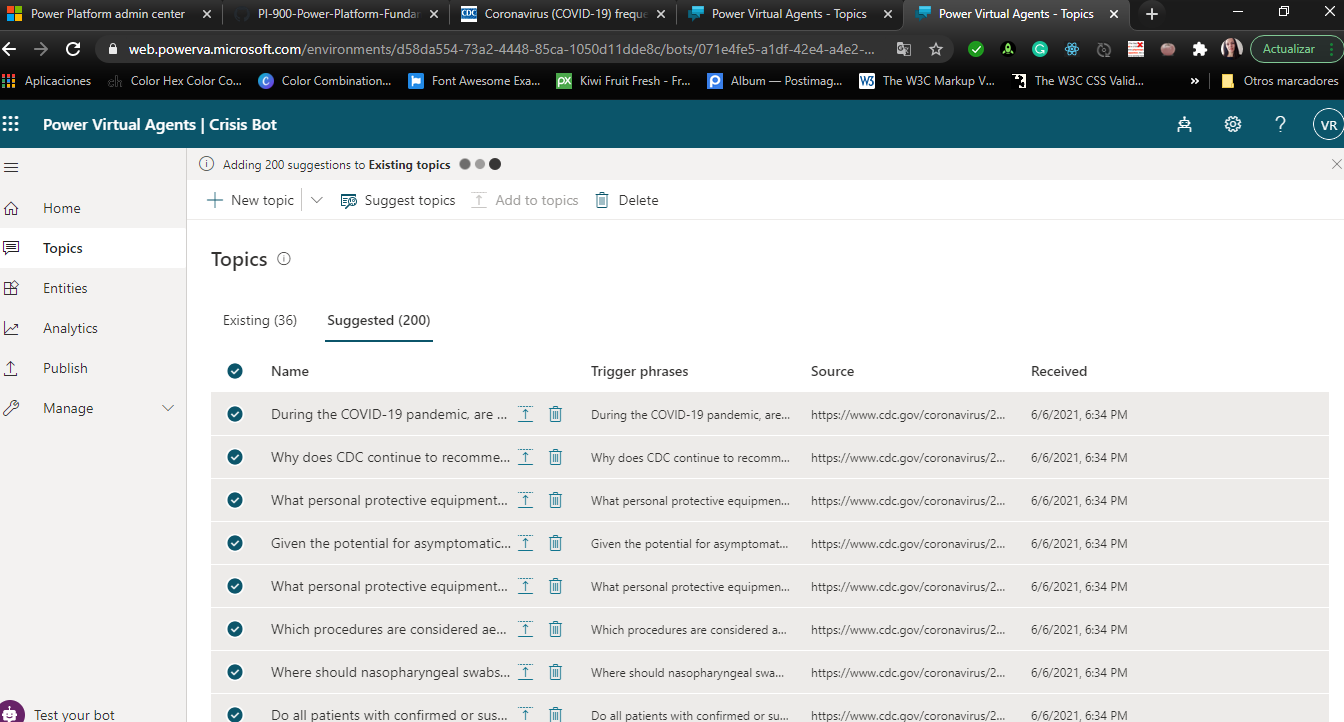 Power Platform admin center
PI-900-Power-Platform-Fundar
CDC
Coronavirus (COVID-19) freque
Power Virtual Agents - Topics
Power Virtual Agents - Topics
web.powerva.microsoft.com/environments/d58da554-73a2-4448-85ca-1050d11dde8c/bots/071e4fe5-a1df-42e4-a4e2-...
Actualizar
Aplicaciones
Color Hex Color Co...
Color Combination...
Font Awesome Exa...
px
Kiwi Fruit Fresh - Fr...
Album — Postimag...
W3
The W3C Markup V...
The W3C CSS Valid...
»
Otros marcadores
Power Virtual Agents | Crisis Bot
VR
Adding 200 suggestions to Existing topics
New topic
Suggest topics
Add to topics
Delete
Home
Topics
Entities
Analytics
Publish
Manage
Test your bot
Topics
Existing (36)
Suggested (200)
Name Trigger phrases Source Received
During the COVID-19 pandemic, are ... During the COVID-19 pandemic, are... https://www.cdc.gov/coronavirus/2... 6/6/2021, 6:34 PM
Why does CDC continue to recomme... Why does CDC continue to recomm... https://www.cdc.gov/coronavirus/2... 6/6/2021, 6:34 PM
What personal protective equipment... What personal protective equipmen... https://www.cdc.gov/coronavirus/2... 6/6/2021, 6:34 PM
Given the potential for asymptomatic... Given the potential for asymptomat... https://www.cdc.gov/coronavirus/2... 6/6/2021, 6:34 PM
What personal protective equipment... What personal protective equipmen... https://www.cdc.gov/coronavirus/2... 6/6/2021, 6:34 PM
Which procedures are considered ae... Which procedures are considered a... https://www.cdc.gov/coronavirus/2... 6/6/2021, 6:34 PM
Where should nasopharyngeal swabs... Where should nasopharyngeal swa... https://www.cdc.gov/coronavirus/2... 6/6/2021, 6:34 PM
Do all patients with confirmed or sus... Do all patients with confirmed or su... https://www.cdc.gov/coronavirus/2... 6/6/2021, 6:34 PM